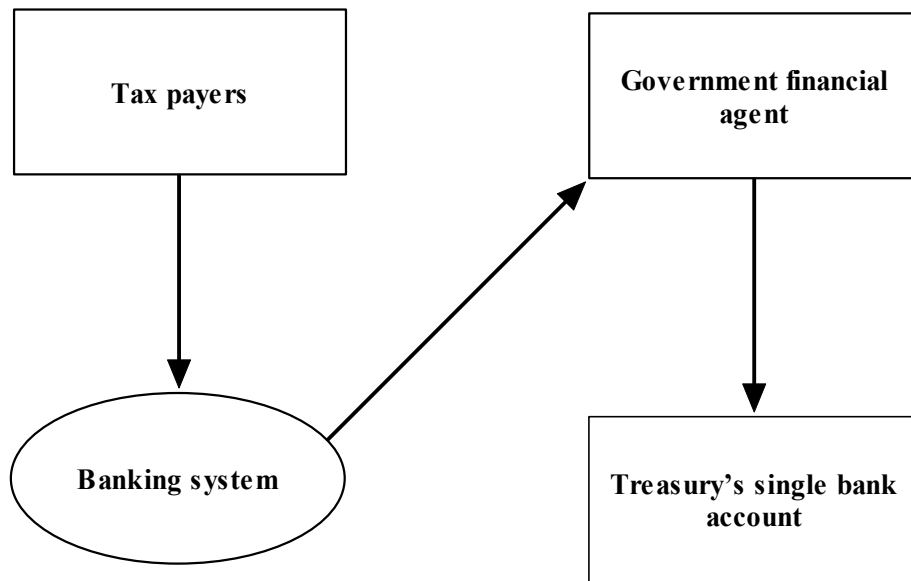 Tax payers
Government financial
agent
Banking system
Treasury’s single bank
account